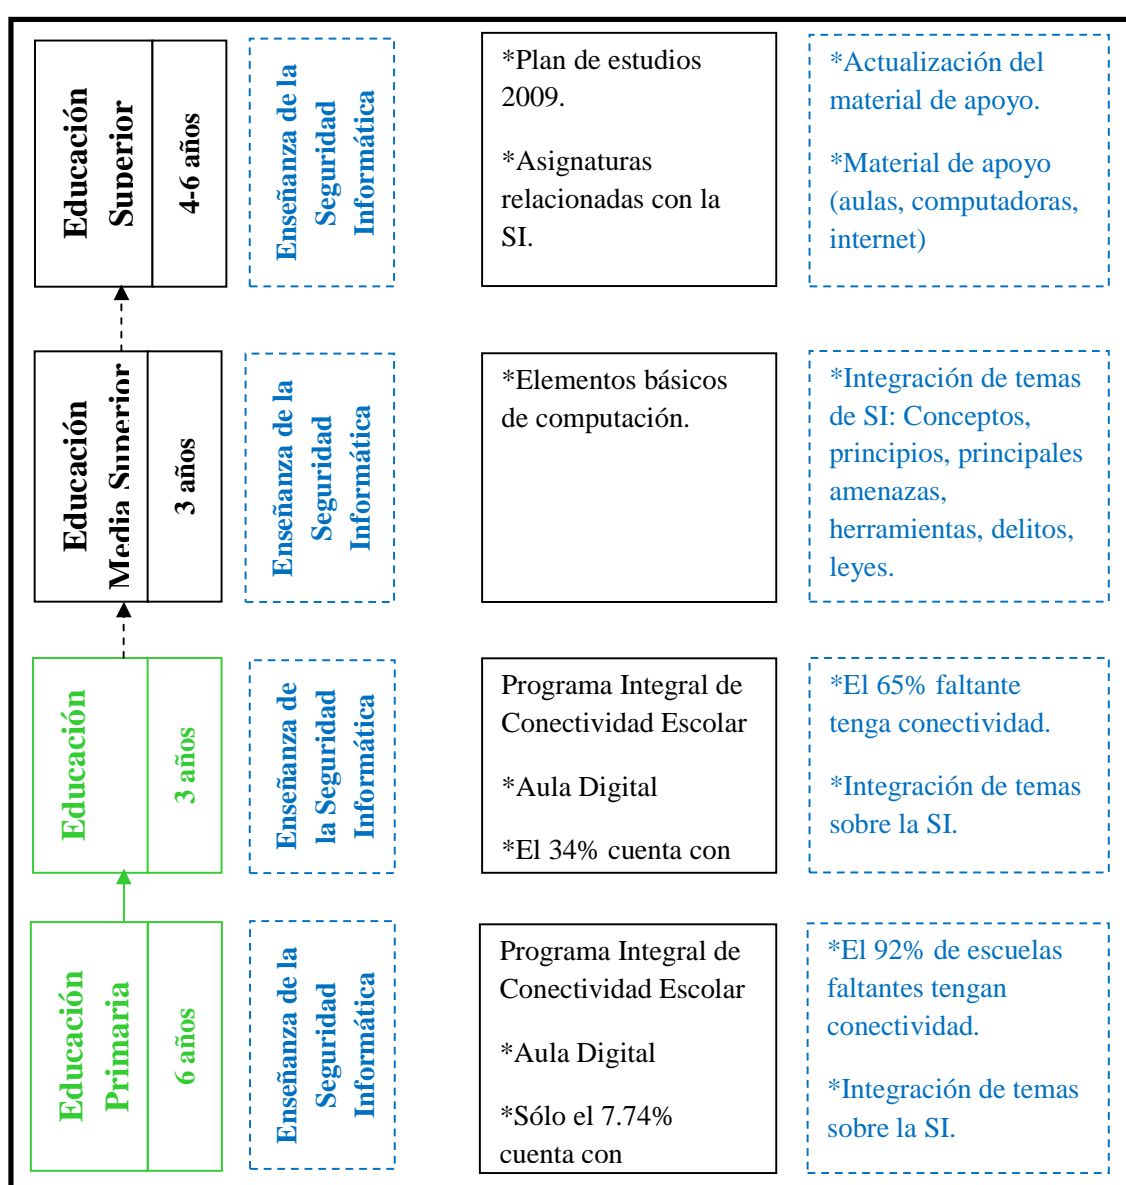 Educación
Superior
4-6 años
Enseñanza de la
Seguridad
Informática
*Plan de estudios
2009.
*Asignaturas
relacionadas con la
SI.
*Actualización del
material de apoyo.
*Material de apoyo
(aulas, computadoras,
internet)
Educación
Media Superior
3 años
Enseñanza de la
Seguridad
Informática
*Elementos básicos
de computación.
*Integración de temas
de SI: Conceptos,
principios, principales
amenazas,
herramientas, delitos,
leyes.
Educación
3 años
Enseñanza de
la Seguridad
Informática
Programa Integral de
Conectividad Escolar
*Aula Digital
*El 34% cuenta con
*El 65% faltante
tenga conectividad.
*Integración de temas
sobre la SI.
Educación
Primaria
6 años
Enseñanza de la
Seguridad
Informática
Programa Integral de
Conectividad Escolar
*Aula Digital
*Sólo el 7.74%
cuenta con
*El 92% de escuelas
faltantes tengan
conectividad.
*Integración de temas
sobre la SI.